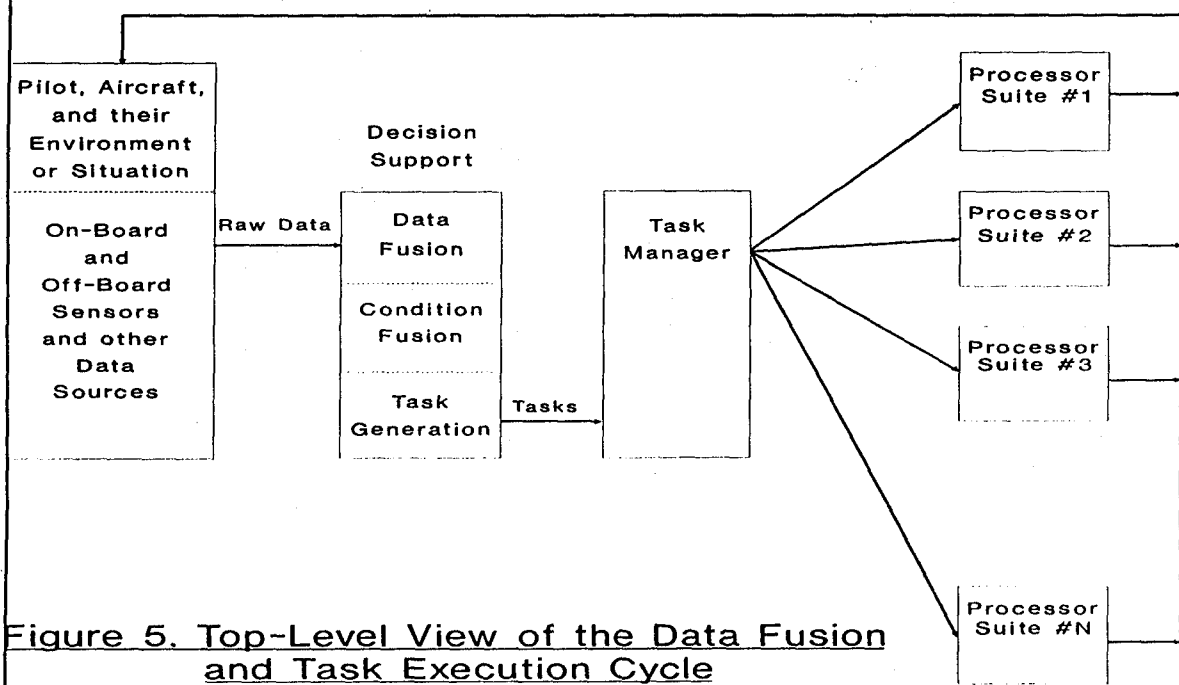 Pilot, Aircraft,
and their
Environment
or Situation
On-Board
and
Off-Board
Sensors
and other
Data
Sources
Raw Data
Decision
Support
Data
Fusion
Condition
Fusion
Task
Generation
Tasks
Task
Manager
Processor
Suite #1
Processor
Suite #2
Processor
Suite #3
Processor
Suite #N
Figure 5. Top-Level View of the Data Fusion
and Task Execution Cycle